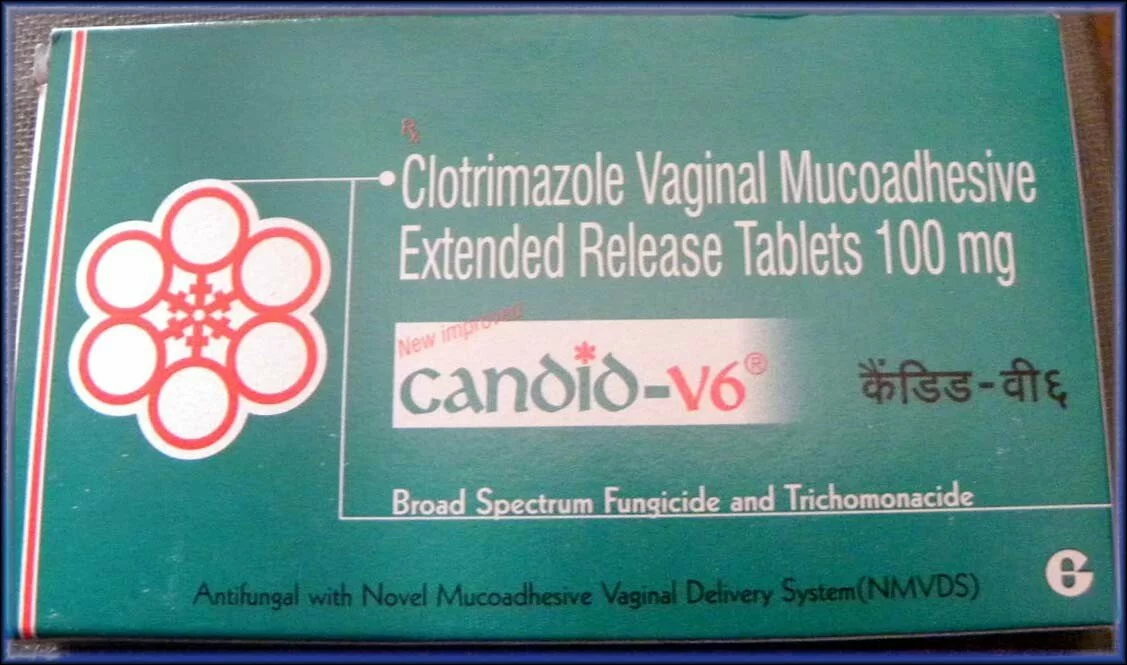 Rx
Clotrimazole Vaginal Mucoadhesive
Extended Release Tablets 100 mg
New improved
candid-V6®
कैंडिड-वी६
Broad Spectrum Fungicide and Trichomonacide
Antifungal with Novel Mucoadhesive Vaginal Delivery System(NMVDS)